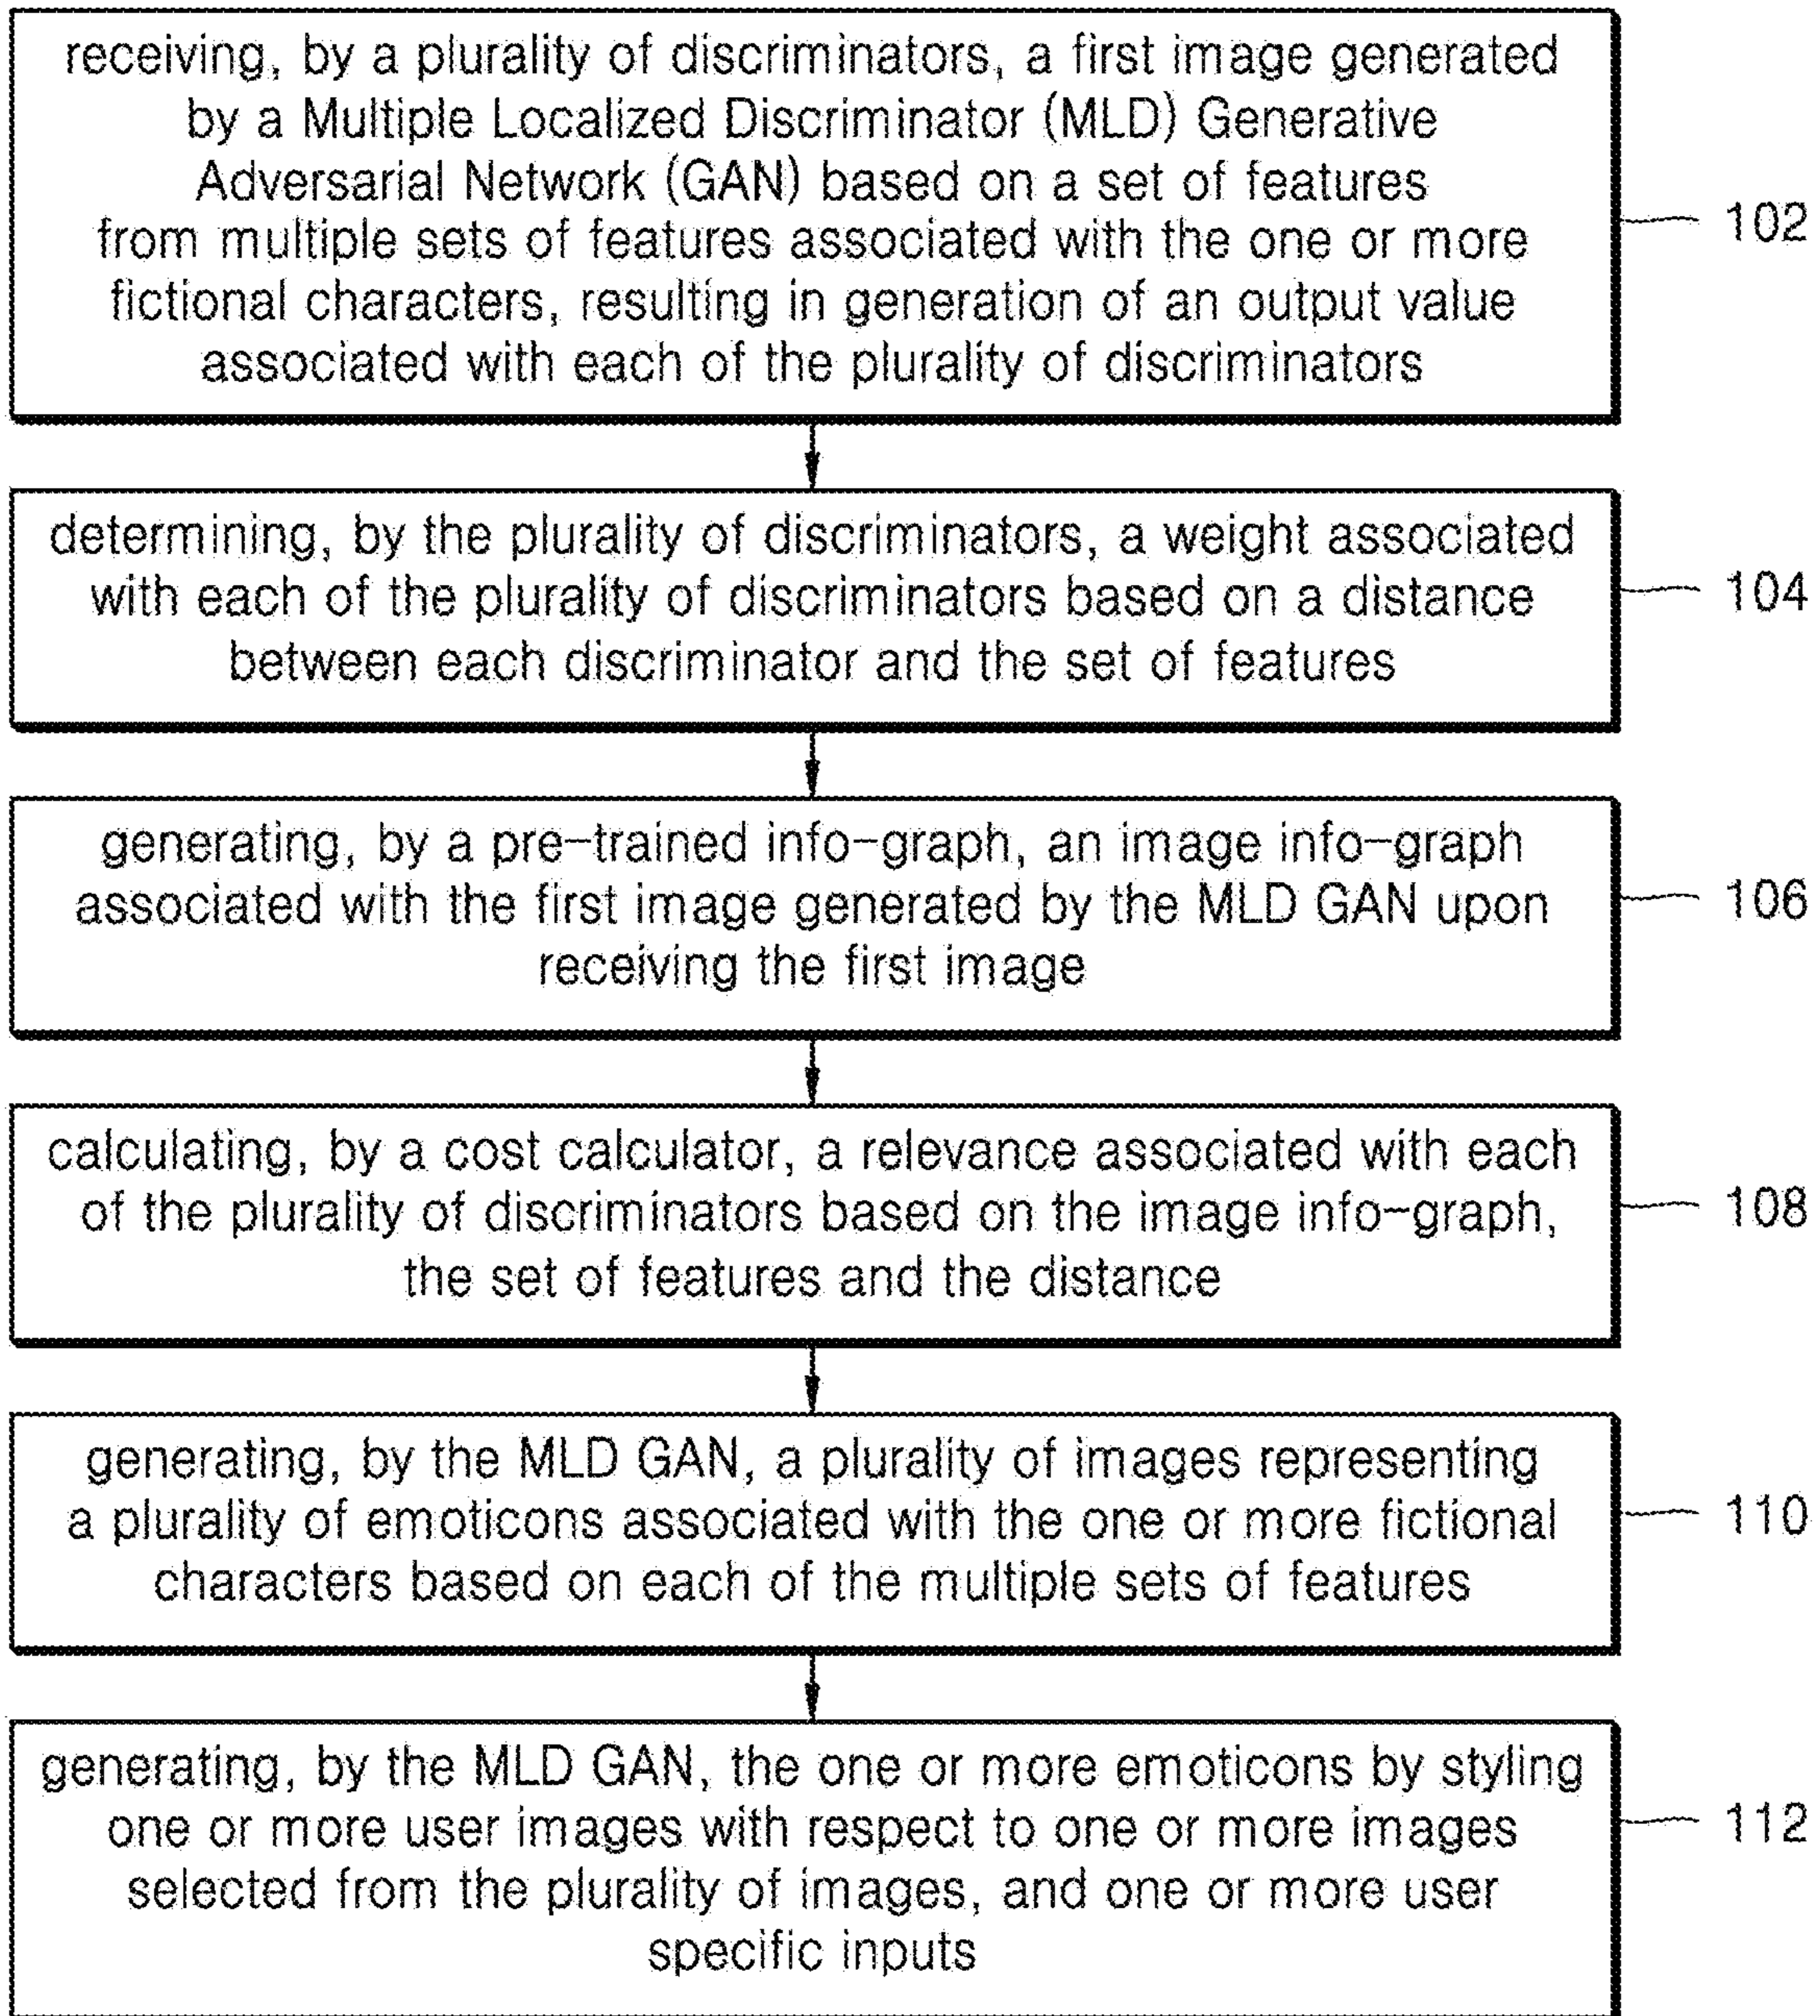 receiving, by a plurality of discriminators, a first image generated
by a Multiple Localized Discriminator (MLD) Generative
Adversarial Network (GAN) based on a set of features
from multiple sets of features associated with the one or more
fictional characters, resulting in generation of an output value
associated with each of the plurality of discriminators
102
determining, by the plurality of discriminators, a weight associated
with each of the plurality of discriminators based on a distance
between each discriminator and the set of features
104
generating, by a pre-trained info-graph, an image info-graph
associated with the first image generated by the MLD GAN upon
receiving the first image
106
calculating, by a cost calculator, a relevance associated with each
of the plurality of discriminators based on the image info-graph,
the set of features and the distance
108
generating, by the MLD GAN, a plurality of images representing
a plurality of emoticons associated with the one or more fictional
characters based on each of the multiple sets of features
110
generating, by the MLD GAN, the one or more emoticons by styling
one or more user images with respect to one or more images
selected from the plurality of images, and one or more user
specific inputs
112